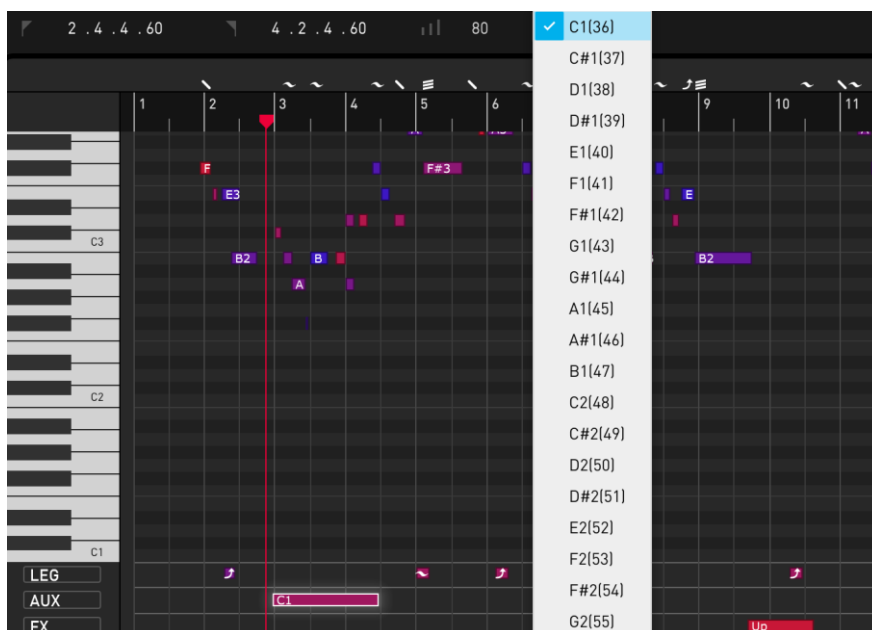 2 . 4 . 4 . 60 4 . 2 . 4 . 60 80
1 2 3 4 5 6 9 10 11
F F#3
E3 E
C3
B2 B B2
A
C2
C1
LEG
AUX C1
FX Up
C1(36)
C#1(37)
D1(38)
D#1(39)
E1(40)
F1(41)
F#1(42)
G1(43)
G#1(44)
A1(45)
A#1(46)
B1(47)
C2(48)
C#2(49)
D2(50)
D#2(51)
E2(52)
F2(53)
F#2(54)
G2(55)